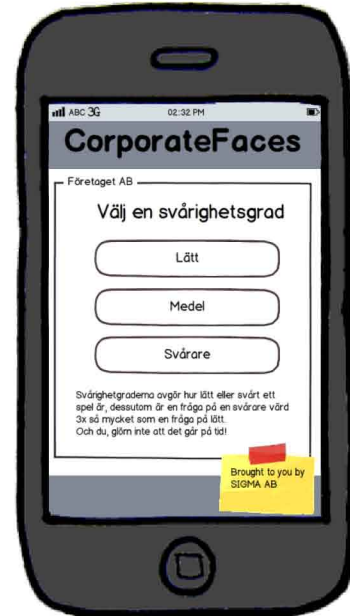 ABC 3G 02:32 PM
CorporateFaces
Företaget AB
Välj en svårighetsgrad
Lätt
Medel
Svårare
Svårighetgraderna avgör hur lätt eller svårt ett
spel är, dessutom är en fråga på en svårare värd
3x så mycket som en fråga på lätt.
Och du, glöm inte att det går på tid!
Brought to you by
SIGMA AB